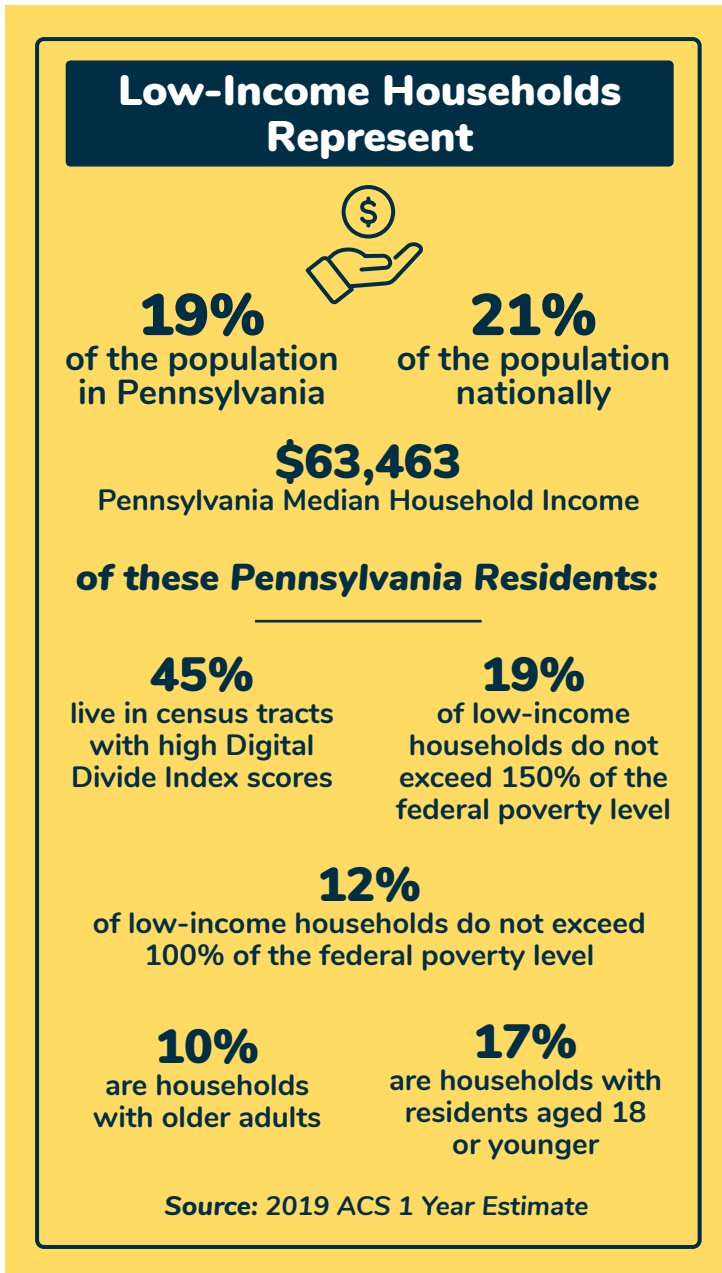 Low-Income Households
Represent
$
19%
of the population
in Pennsylvania
21%
of the population
nationally
$63,463
Pennsylvania Median Household Income
of these Pennsylvania Residents:
45%
live in census tracts
with high Digital
Divide Index scores
19%
of low-income
households do not
exceed 150% of the
federal poverty level
12%
of low-income households do not exceed
100% of the federal poverty level
10%
are households
with older adults
17%
are households with
residents aged 18
or younger
Source: 2019 ACS 1 Year Estimate